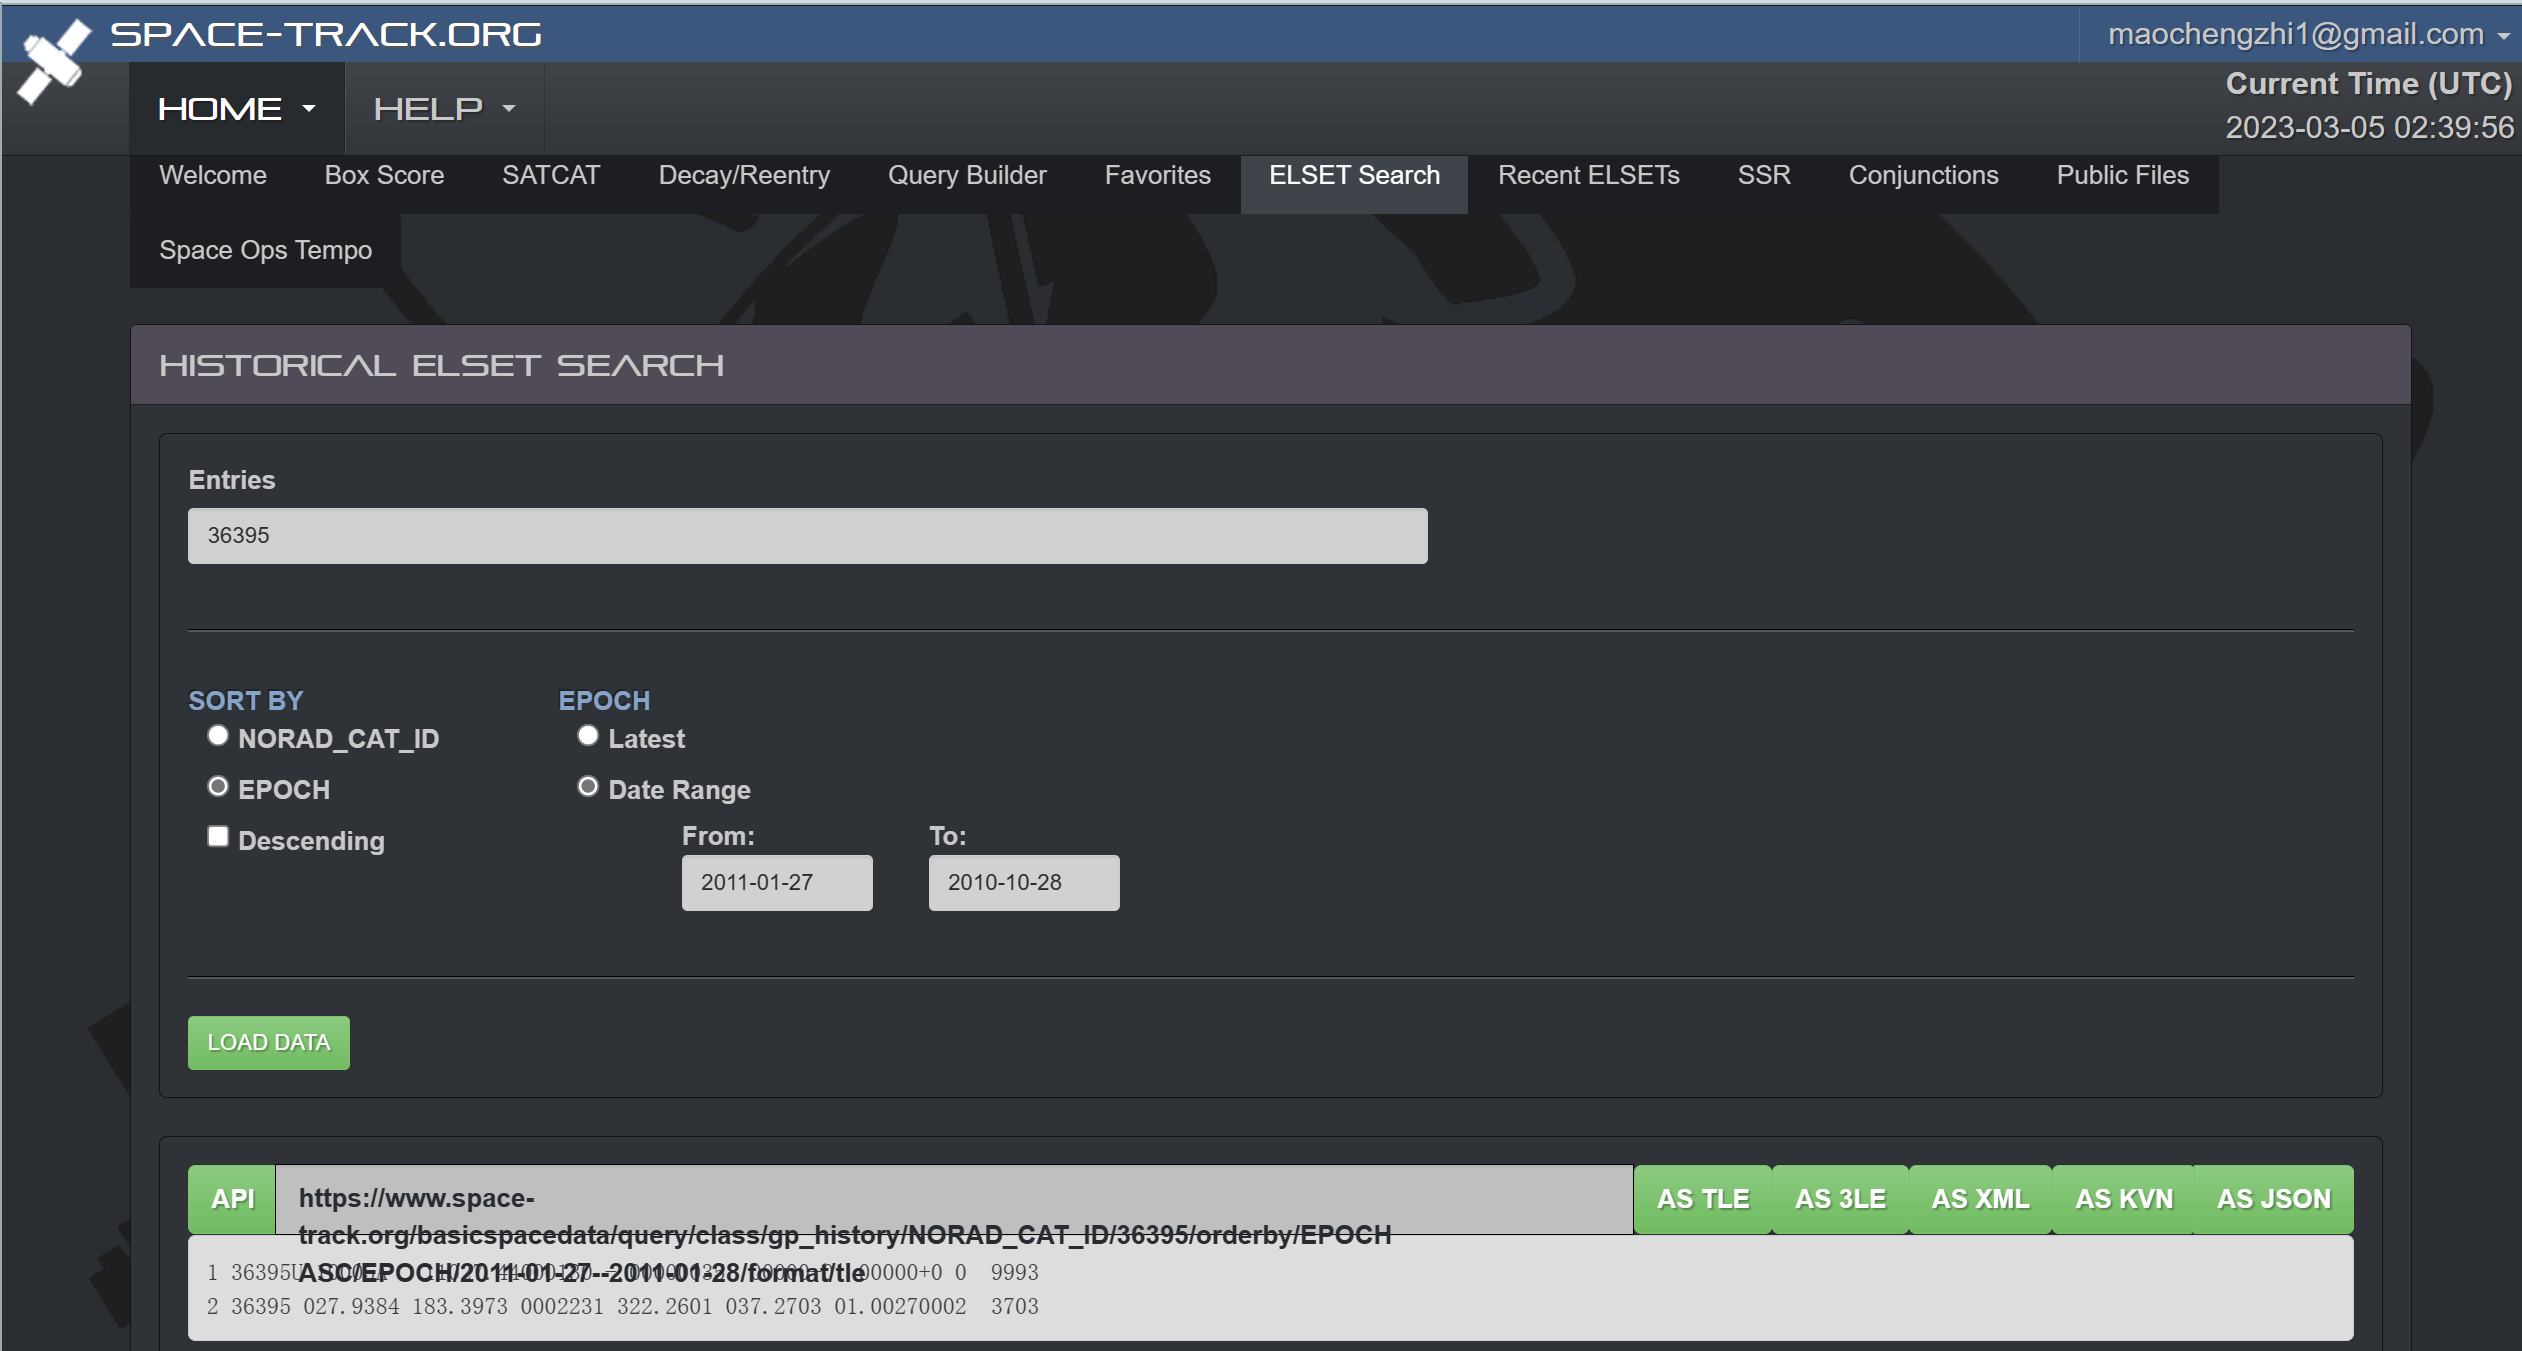 SPACE-TRACK.ORG
maochengzhi1@gmail.com
HOME
HELP
Current Time (UTC)
2023-03-05 02:39:56
Welcome
Box Score
SATCAT
Decay/Reentry
Query Builder
Favorites
ELSET Search
Recent ELSETs
SSR
Conjunctions
Public Files
Space Ops Tempo
HISTORICAL ELSET SEARCH
Entries
36395
SORT BY
NORAD_CAT_ID
EPOCH
Descending
EPOCH
Latest
Date Range
From:
To:
2011-01-27
2010-10-28
LOAD DATA
API
https://www.space-
track.org/basicspacedata/query/class/gp_history/NORAD_CAT_ID/36395/orderby/EPOCH
ASC/EPOCH/2011-01-27--2011-01-28/format/tle
AS TLE
AS 3LE
AS XML
AS KVN
AS JSON
1 36395U 00000+0 0 9993
2 36395 027.9384 183.3973 0002231 322.2601 037.2703 01.00270002 3703